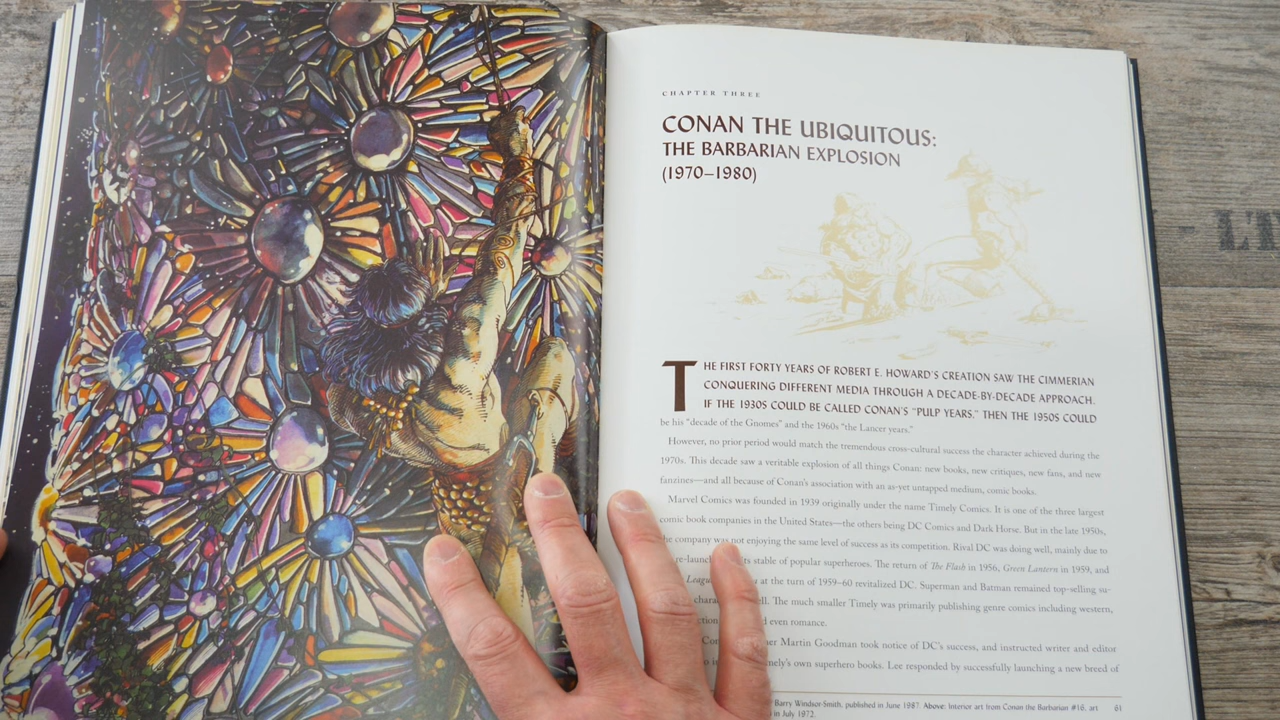 CHAPTER THREE
CONAN THE UBIQUITOUS:
THE BARBARIAN EXPLOSION
(1970–1980)
THE FIRST FORTY YEARS OF ROBERT E. HOWARD'S CREATION SAW THE CIMMERIAN
CONQUERING DIFFERENT MEDIA THROUGH A DECADE-BY-DECADE APPROACH.
IF THE 1930S COULD BE CALLED CONAN'S "PULP YEARS," THEN THE 1950S COULD
be his "decade of the Gnomes" and the 1960s "the Lancer years."
However, no prior period would match the tremendous cross-cultural success the character achieved during the
1970s. This decade saw a veritable explosion of all things Conan: new books, new critiques, new fans, and new
fanzines—and all because of Conan's association with an as-yet untapped medium, comic books.
Marvel Comics was founded in 1939 originally under the name Timely Comics. It is one of the three largest
comic book companies in the United States—the others being DC Comics and Dark Horse. But in the late 1950s,
the company was not enjoying the same level of success as its competition. Rival DC was doing well, mainly due to
its stable of popular superheroes. The return of The Flash in 1956, Green Lantern in 1959, and
at the turn of 1959–60 revitalized DC. Superman and Batman remained top-selling su-
The much smaller Timely was primarily publishing genre comics including western,
even romance.
Martin Goodman took notice of DC's success, and instructed writer and editor
own superhero books. Lee responded by successfully launching a new breed of
Barry Windsor-Smith, published in June 1987. Above: Interior art from Conan the Barbarian #16, art
in July 1972.
61
LT